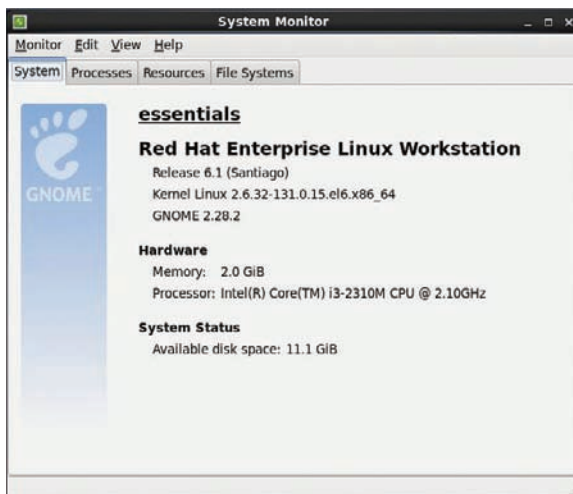 System Monitor
Monitor Edit View Help
System Processes Resources File Systems
GNOME™
essentials
Red Hat Enterprise Linux Workstation
Release 6.1 (Santiago)
Kernel Linux 2.6.32-131.0.15.el6.x86_64
GNOME 2.28.2
Hardware
Memory: 2.0 GiB
Processor: Intel(R) Core(TM) i3-2310M CPU @ 2.10GHz
System Status
Available disk space: 11.1 GiB